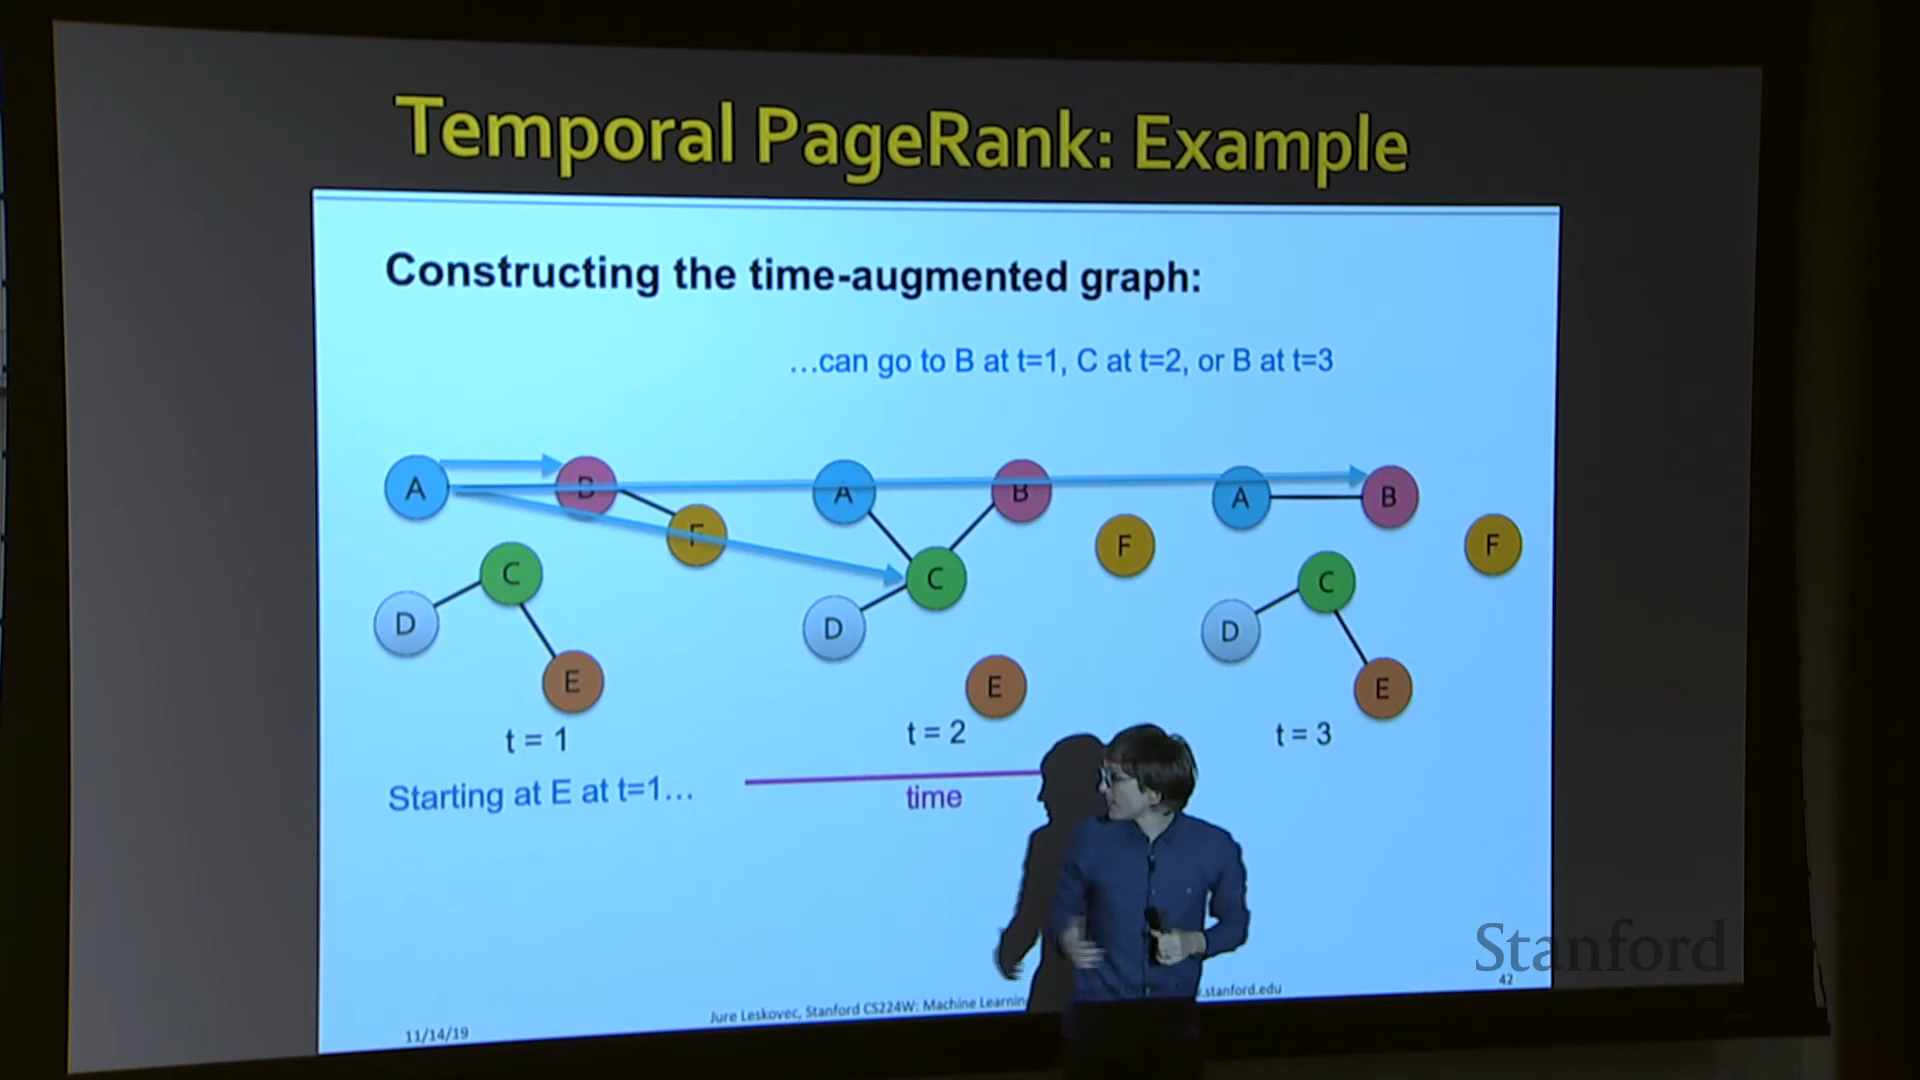 Temporal PageRank: Example
Constructing the time-augmented graph:
...can go to B at t=1, C at t=2, or B at t=3
A B F C D E
t = 1
A B F C D E
t = 2
A B F C D E
t = 3
Starting at E at t=1...
time
Stanford
11/14/19
Jure Leskovec, Stanford CS224W: Machine Learning
.stanford.edu
42